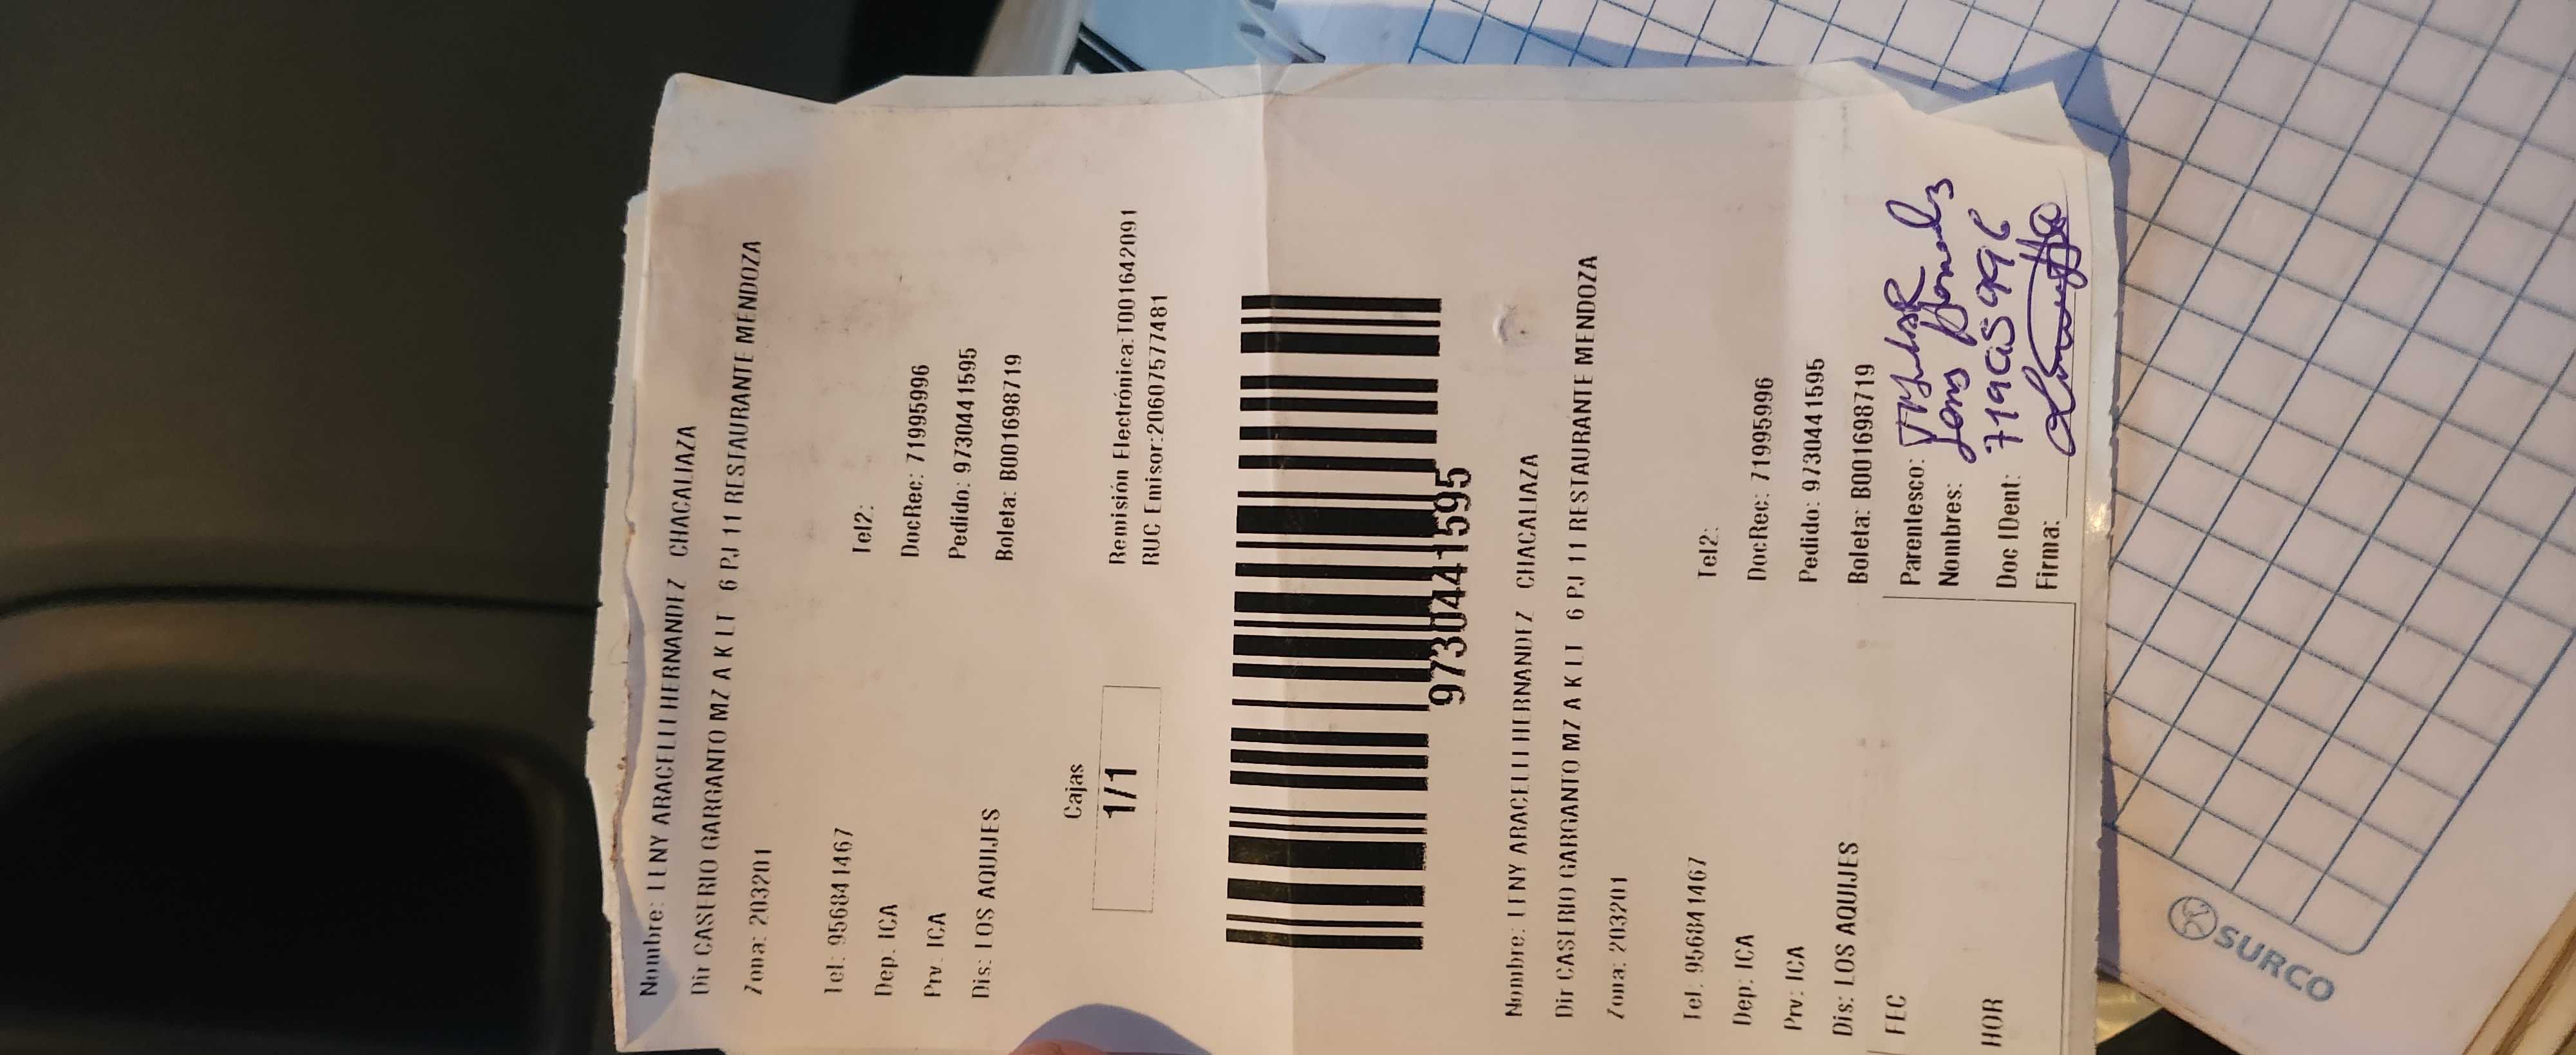 Nombre: LENY ARACELLI HERNANDEZ CHACALIAZA
Dir CASERIO GARGANTO MZ A K LT 6 PJ 11 RESTAURANTE MENDOZA
Zona: 203201
Tel: 956841467 Tel2:
Dep: ICA DocRec: 71995996
Prv: ICA Pedido: 9730441595
Dis: LOS AQUIJES Boleta: B001698719
Cajas
1/1
Remisión Electrónica:T001642091
RUC Emisor:20607577481
9730441595
Nombre: LENY ARACELLI HERNANDEZ CHACALIAZA
Dir CASERIO GARGANTO MZ A K LT 6 PJ 11 RESTAURANTE MENDOZA
Zona: 203201
Tel: 956841467 Tel2:
Dep: ICA DocRec: 71995996
Prv: ICA Pedido: 9730441595
Dis: LOS AQUIJES Boleta: B001698719
FEC Parentesco:
Nombres:
HOR Doc IDent: 71995996
Firma:
SURCO